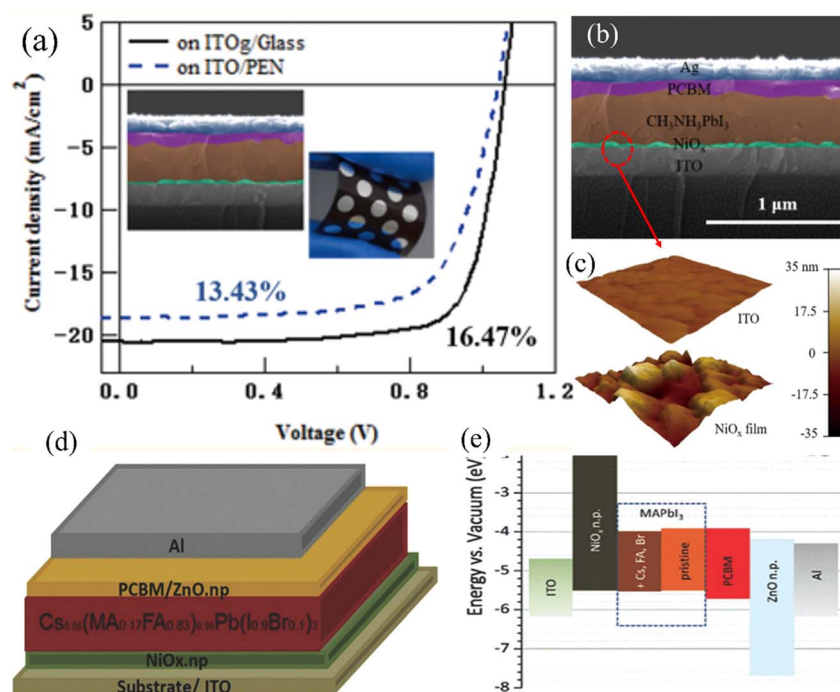 (a)
on ITOg/Glass
on ITO/PEN
5
0
-5
-10
-15
-20
Current density (mA/cm²)
13.43%
16.47%
-0.0
0.4
0.8
1.2
Voltage (V)
(b)
Ag
PCBM
CH₃NH₃PbI₃
NiOₓ
ITO
1 µm
(c)
35 nm
17.5
0
-17.5
-35
ITO
NiOₓ film
(d)
Al
PCBM/ZnO.np
Cs₀.₀₅(MA₀.₁₇FA₀.₈₃)₀.₉₅Pb(I₀.₉Br₀.₁)₃
NiOx.np
Substrate/ ITO
(e)
Energy vs. Vacuum (eV)
-3
-4
-5
-6
-7
-8
MAPbI₃
ITO
NiOₓ n.p.
+ Cs, FA, Br
pristine
PCBM
ZnO n.p.
Al